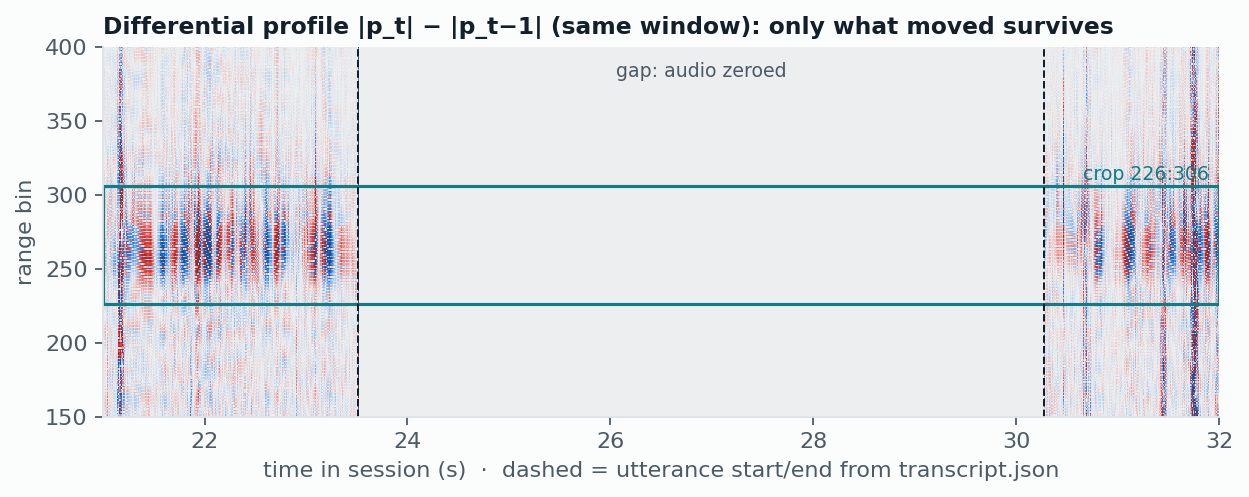 Differential profile |p_t| − |p_t−1| (same window): only what moved survives
400
350
300
250
200
150
range bin
gap: audio zeroed
crop 226:306
22
24
26
28
30
32
time in session (s)  ·  dashed = utterance start/end from transcript.json